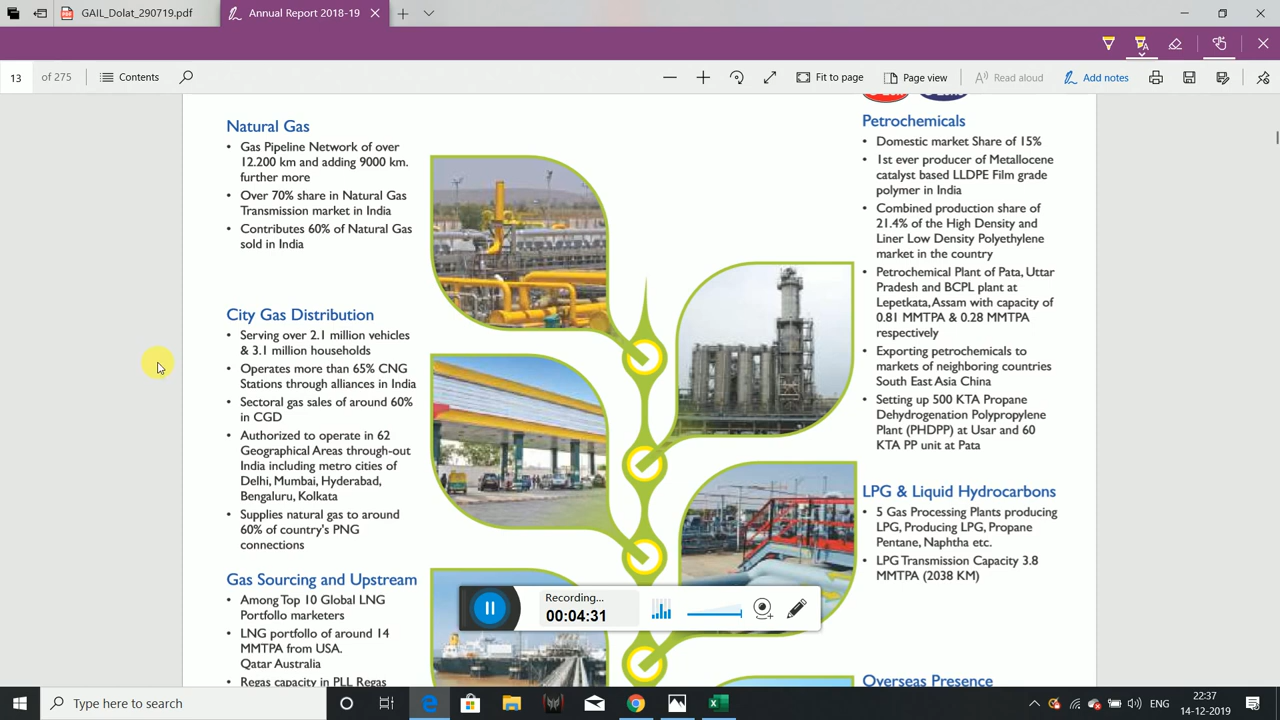 GAIL_Dolat_290719.pdf
Annual Report 2018-19
13 of 275
Contents
Fit to page
Page view
Read aloud
Add notes
Natural Gas
• Gas Pipeline Network of over
12.200 km and adding 9000 km.
further more
• Over 70% share in Natural Gas
Transmission market in India
• Contributes 60% of Natural Gas
sold in India
City Gas Distribution
• Serving over 2.1 million vehicles
& 3.1 million households
• Operates more than 65% CNG
Stations through alliances in India
• Sectoral gas sales of around 60%
in CGD
• Authorized to operate in 62
Geographical Areas through-out
India including metro cities of
Delhi, Mumbai, Hyderabad,
Bengaluru, Kolkata
• Supplies natural gas to around
60% of country's PNG
connections
Gas Sourcing and Upstream
• Among Top 10 Global LNG
Portfolio marketers
• LNG portfolio of around 14
MMTPA from USA.
Qatar Australia
• Regas capacity in PLL Regas
Petrochemicals
• Domestic market Share of 15%
• 1st ever producer of Metallocene
catalyst based LLDPE Film grade
polymer in India
• Combined production share of
21.4% of the High Density and
Liner Low Density Polyethylene
market in the country
• Petrochemical Plant of Pata, Uttar
Pradesh and BCPL plant at
Lepetkata, Assam with capacity of
0.81 MMTPA & 0.28 MMTPA
respectively
• Exporting petrochemicals to
markets of neighboring countries
South East Asia China
• Setting up 500 KTA Propane
Dehydrogenation Polypropylene
Plant (PHDPP) at Usar and 60
KTA PP unit at Pata
LPG & Liquid Hydrocarbons
• 5 Gas Processing Plants producing
LPG, Producing LPG, Propane
Pentane, Naphtha etc.
• LPG Transmission Capacity 3.8
MMTPA (2038 KM)
Overseas Presence
Recording...
00:04:31
Type here to search
ENG
22:37
14-12-2019